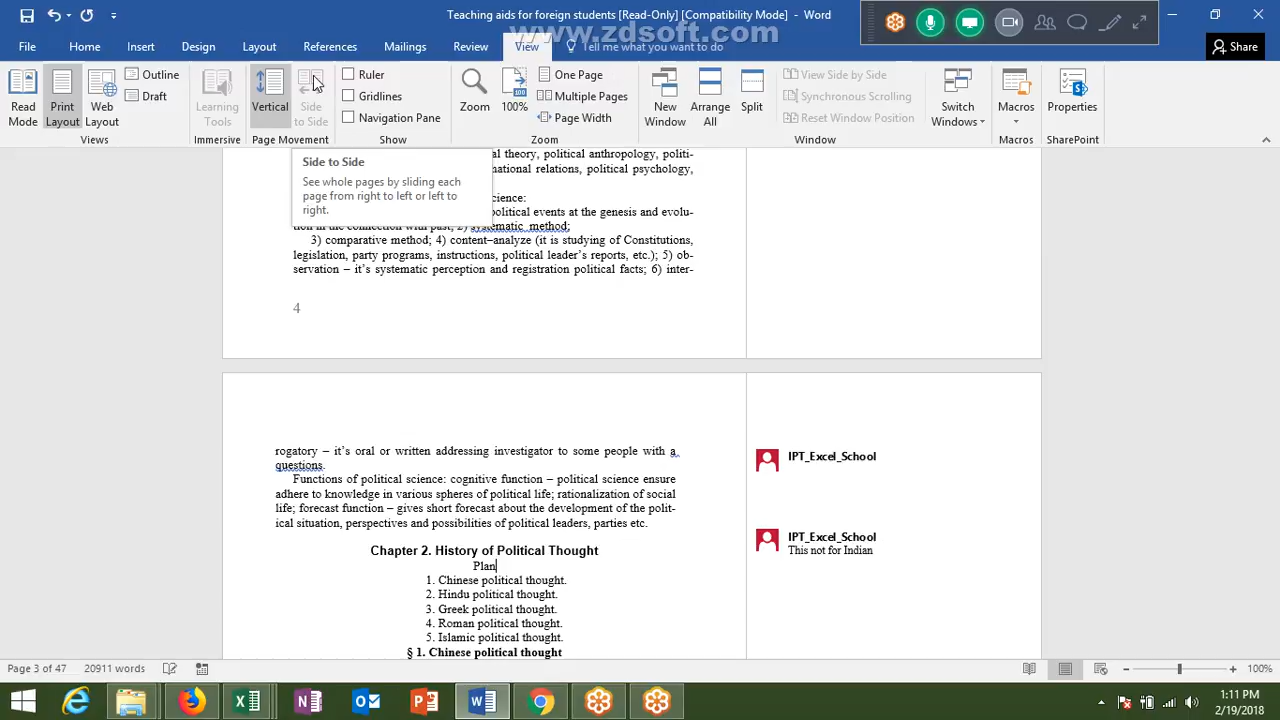 Teaching aids for foreign students [Read-Only] [Compatibility Mode] - Word
www.zdsoft.com
File Home Insert Design Layout References Mailings Review View Tell me what you want to do Share
Read Mode
Print Layout
Web Layout
Outline
Draft
Views
Learning Tools
Immersive
Vertical
Side to Side
Page Movement
Ruler
Gridlines
Navigation Pane
Show
Zoom
100%
One Page
Multiple Pages
Page Width
Zoom
New Window
Arrange All
Split
View Side by Side
Synchronous Scrolling
Reset Window Position
Window
Switch Windows
Macros
Macros
Properties
SharePoint
Side to Side
See whole pages by sliding each
page from right to left or left to
right.
al theory, political anthropology, politi-
national relations, political psychology,
cience:
political events at the genesis and evolu-
tion in the connection with past; 2) systematic method;
3) comparative method; 4) content–analyze (it is studying of Constitutions,
legislation, party programs, instructions, political leader’s reports, etc.); 5) ob-
servation – it’s systematic perception and registration political facts; 6) inter-
4
rogatory – it’s oral or written addressing investigator to some people with a
questions.
Functions of political science: cognitive function – political science ensure
adhere to knowledge in various spheres of political life; rationalization of social
life; forecast function – gives short forecast about the development of the polit-
ical situation, perspectives and possibilities of political leaders, parties etc.
Chapter 2. History of Political Thought
Plan
1. Chinese political thought.
2. Hindu political thought.
3. Greek political thought.
4. Roman political thought.
5. Islamic political thought.
§ 1. Chinese political thought
IPT_Excel_School
IPT_Excel_School
This not for Indian
Page 3 of 47 20911 words 100%
1:11 PM
2/19/2018